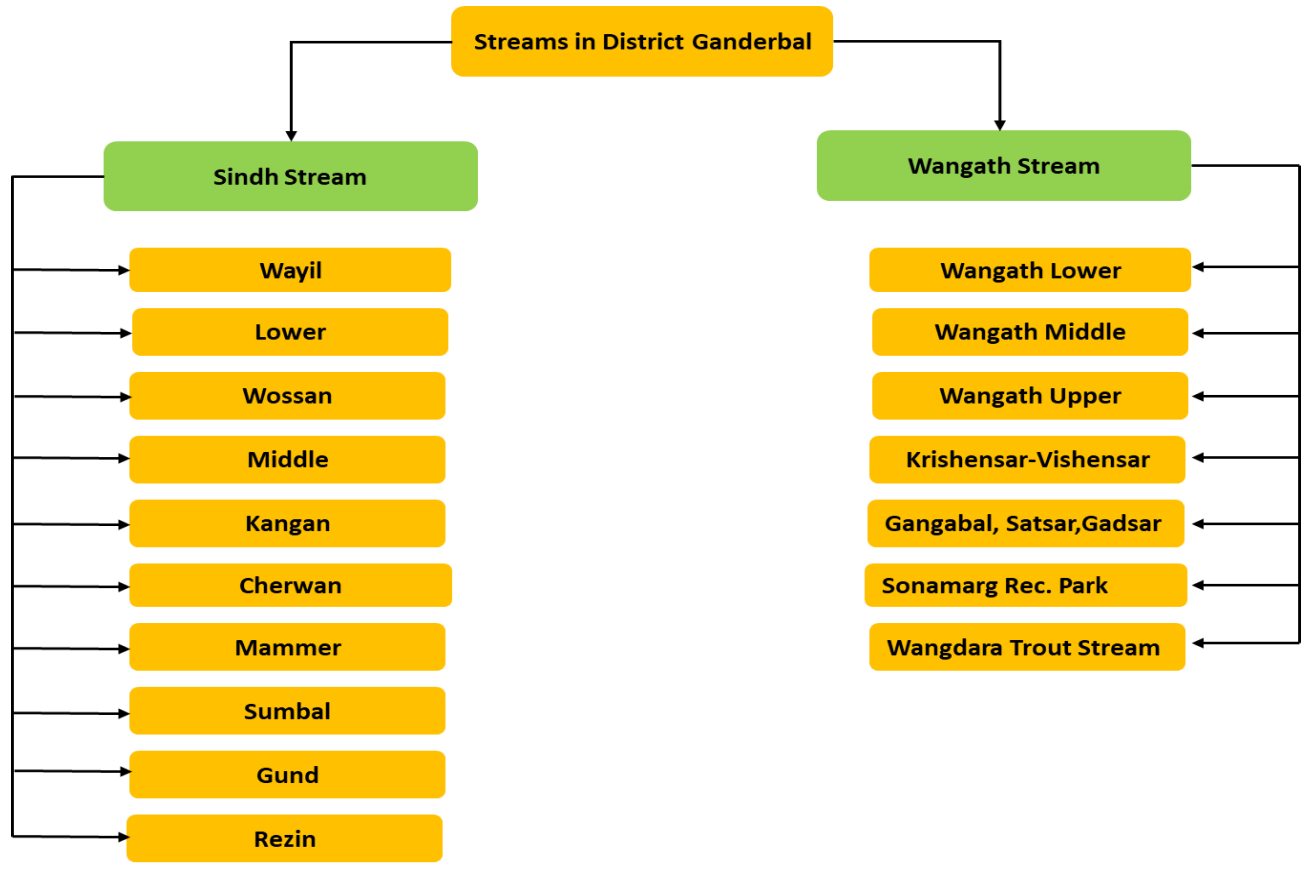 Streams in District Ganderbal
Sindh Stream
Wayil
Lower
Wossan
Middle
Kangan
Cherwan
Mammer
Sumbal
Gund
Rezin
Wangath Stream
Wangath Lower
Wangath Middle
Wangath Upper
Krishensar-Vishensar
Gangabal, Satsar,Gadsar
Sonamarg Rec. Park
Wangdara Trout Stream